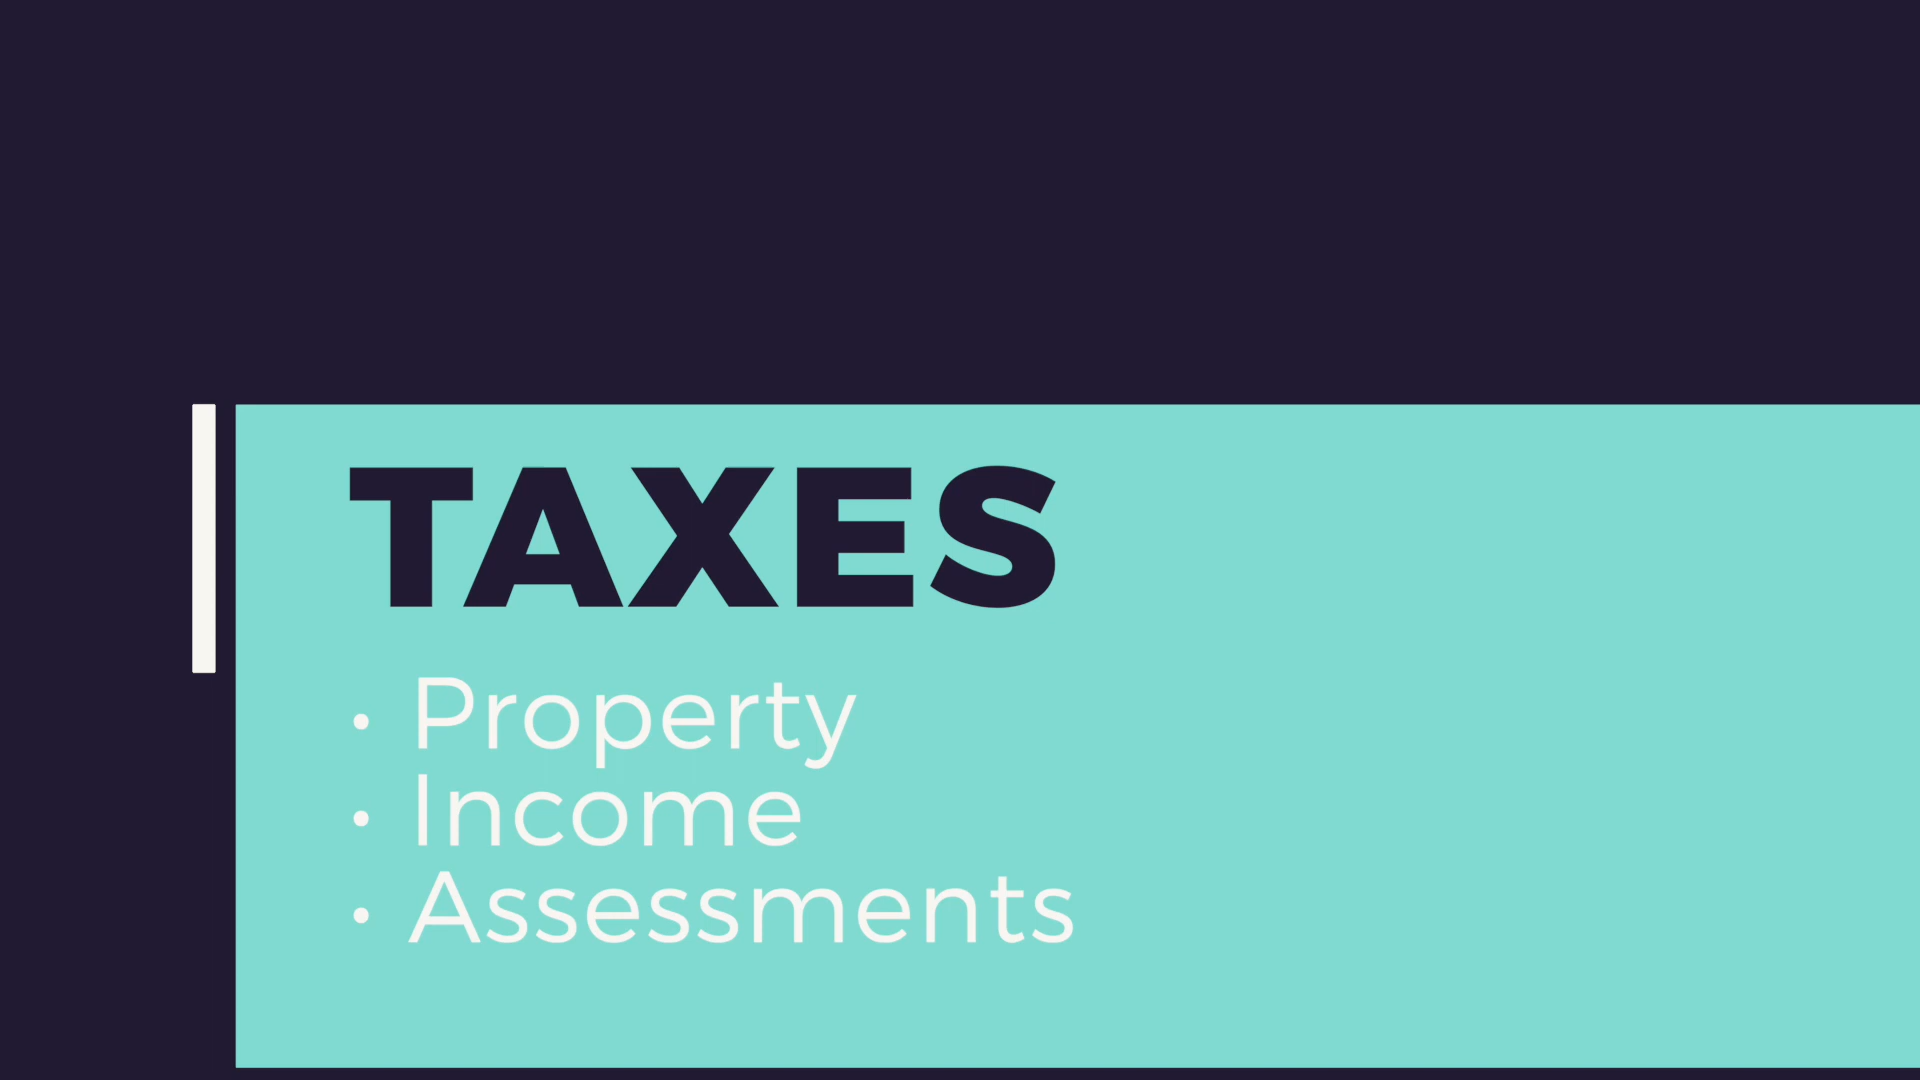 TAXES
• Property
• Income
• Assessments